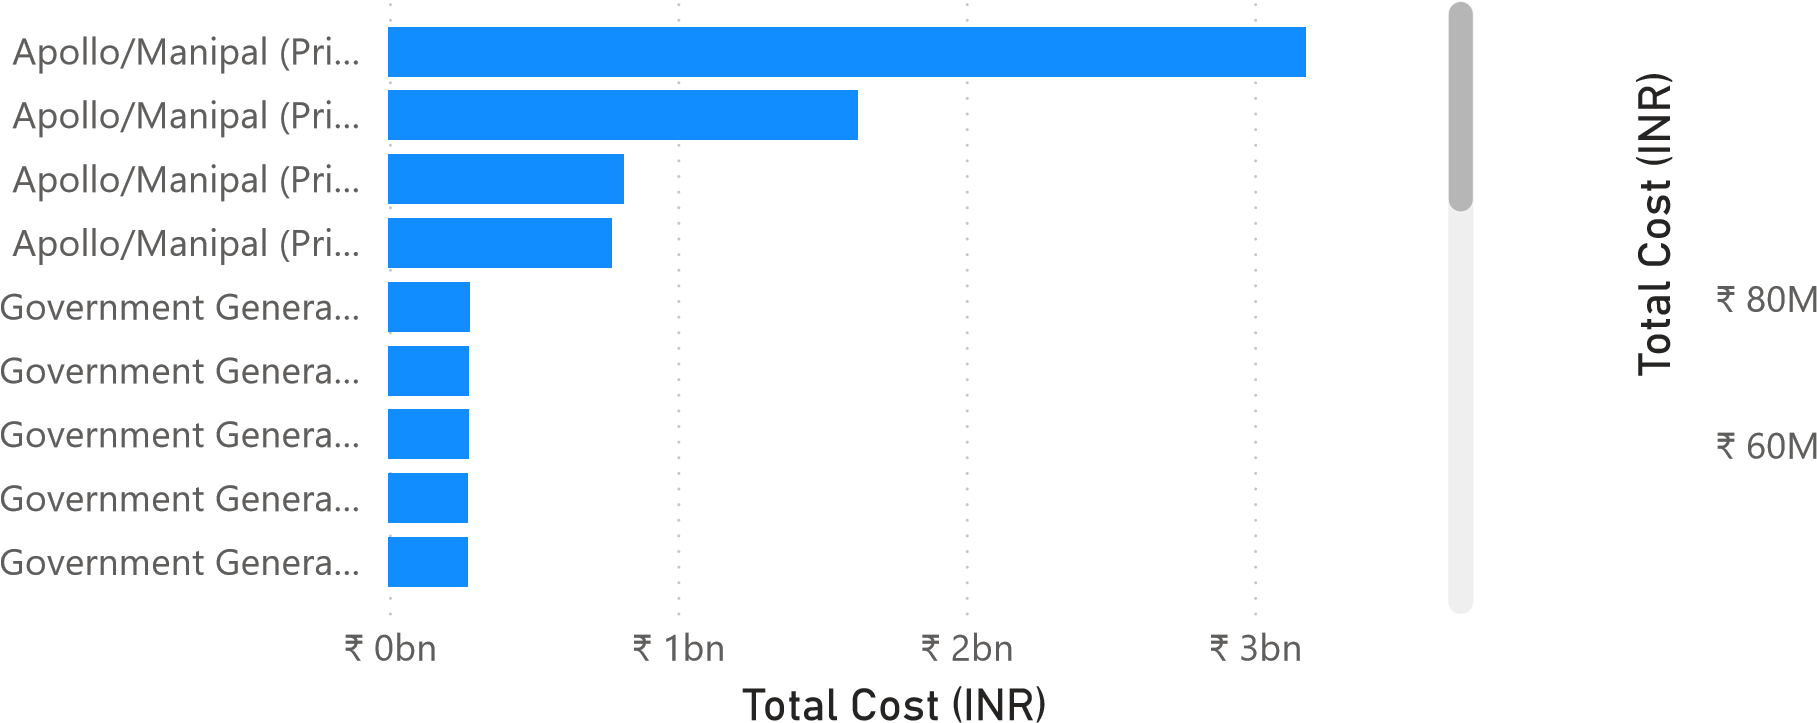 Apollo/Manipal (Pri...
Apollo/Manipal (Pri...
Apollo/Manipal (Pri...
Apollo/Manipal (Pri...
Government Genera...
Government Genera...
Government Genera...
Government Genera...
Government Genera...
₹ 0bn ₹ 1bn ₹ 2bn ₹ 3bn
Total Cost (INR)
Total Cost (INR)
₹ 80M
₹ 60M